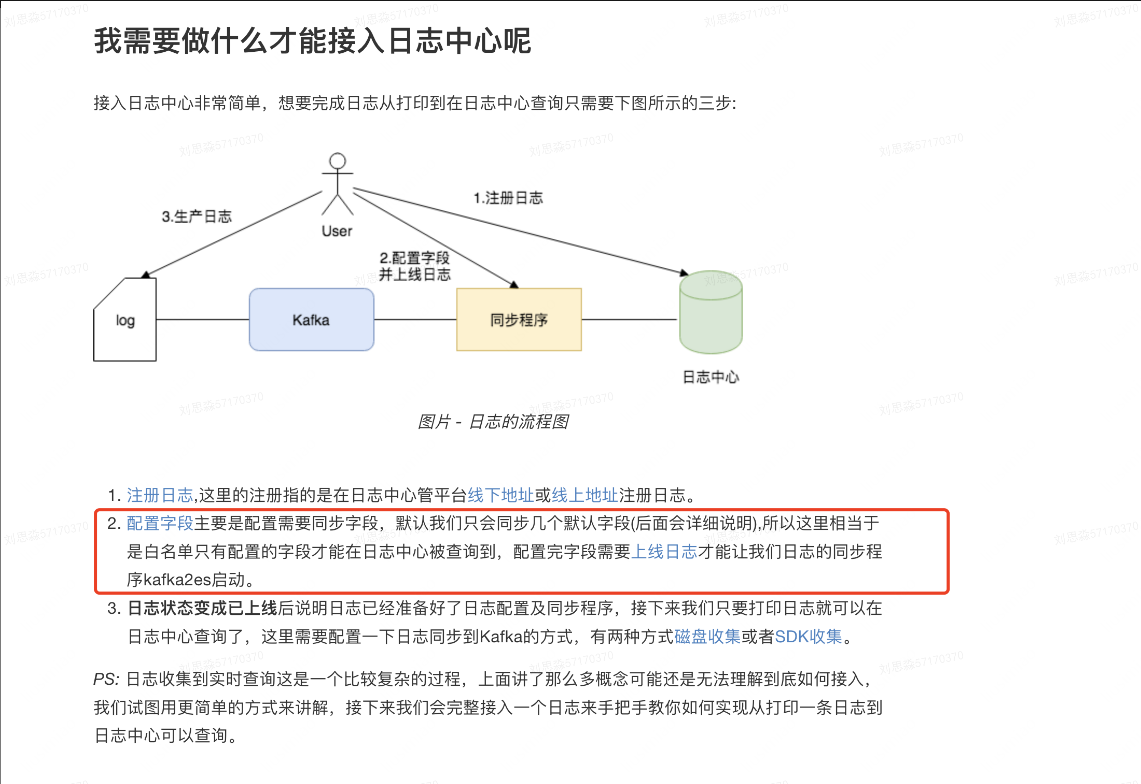 我需要做什么才能接入日志中心呢
接入日志中心非常简单，想要完成日志从打印到在日志中心查询只需要下图所示的三步:
1.注册日志
3.生产日志
User
2.配置字段
并上线日志
log
Kafka
同步程序
日志中心
图片 - 日志的流程图
1. 注册日志,这里的注册指的是在日志中心管平台线下地址或线上地址注册日志。
2. 配置字段主要是配置需要同步字段，默认我们只会同步几个默认字段(后面会详细说明),所以这里相当于
是白名单只有配置的字段才能在日志中心被查询到，配置完字段需要上线日志才能让我们日志的同步程
序kafka2es启动。
3. 日志状态变成已上线后说明日志已经准备好了日志配置及同步程序，接下来我们只要打印日志就可以在
日志中心查询了，这里需要配置一下日志同步到Kafka的方式，有两种方式磁盘收集或者SDK收集。
PS: 日志收集到实时查询这是一个比较复杂的过程，上面讲了那么多概念可能还是无法理解到底如何接入，
我们试图用更简单的方式来讲解，接下来我们会完整接入一个日志来手把手教你如何实现从打印一条日志到
日志中心可以查询。